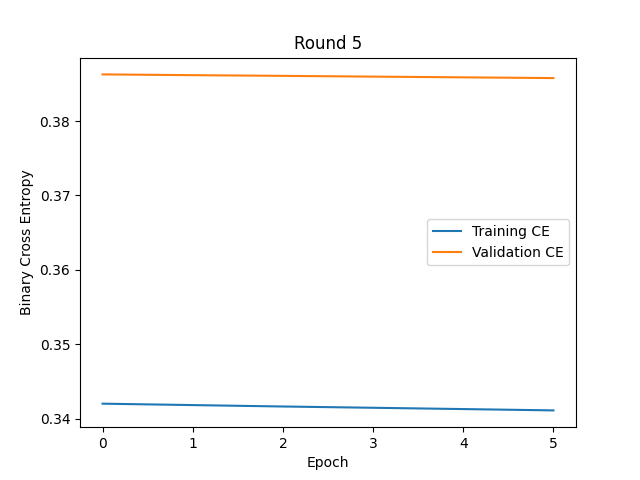 Round 5
Binary Cross Entropy
0.38
0.37
0.36
0.35
0.34
Training CE
Validation CE
0 1 2 3 4 5
Epoch